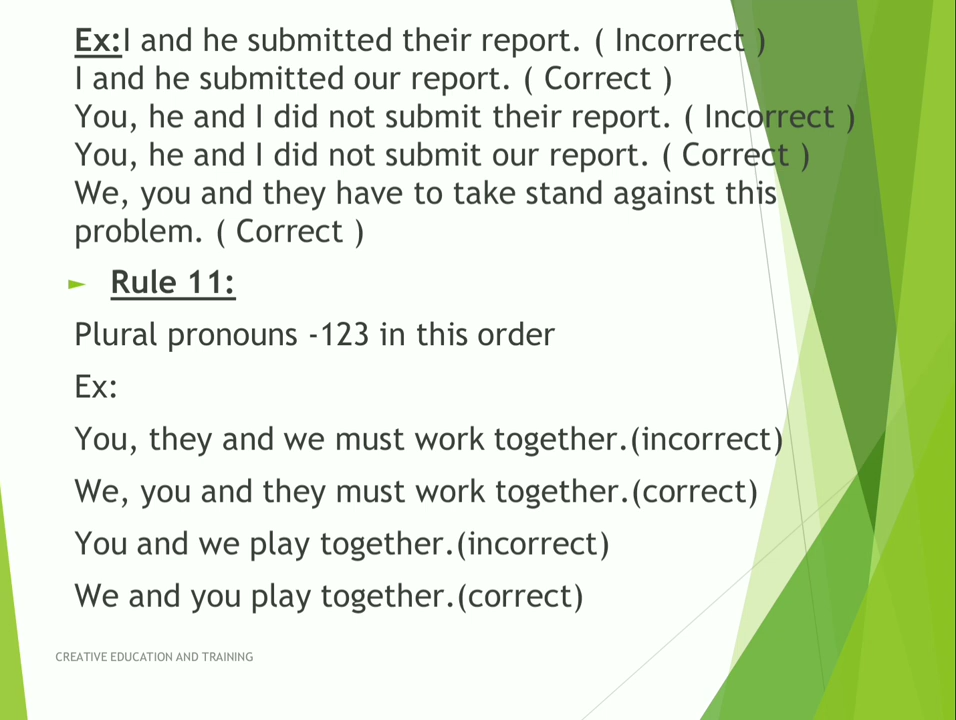 Ex:I and he submitted their report. ( Incorrect )
I and he submitted our report. ( Correct )
You, he and I did not submit their report. ( Incorrect )
You, he and I did not submit our report. ( Correct )
We, you and they have to take stand against this
problem. ( Correct )
► Rule 11:
Plural pronouns -123 in this order
Ex:
You, they and we must work together.(incorrect)
We, you and they must work together.(correct)
You and we play together.(incorrect)
We and you play together.(correct)
CREATIVE EDUCATION AND TRAINING